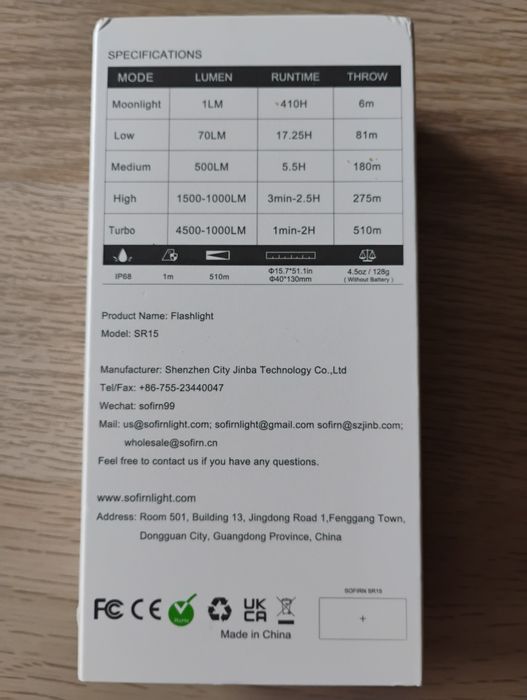 SPECIFICATIONS
MODE LUMEN RUNTIME THROW
Moonlight 1LM 410H 6m
Low 70LM 17.25H 81m
Medium 500LM 5.5H 180m
High 1500-1000LM 3min-2.5H 275m
Turbo 4500-1000LM 1min-2H 510m
IP68 1m 510m Φ15.7*51.1in 4.5oz / 128g
Φ40*130mm ( Without Battery )
Product Name: Flashlight
Model: SR15
Manufacturer: Shenzhen City Jinba Technology Co.,Ltd
Tel/Fax: +86-755-23440047
Wechat: sofirn99
Mail: us@sofirnlight.com; sofirnlight@gmail.com sofirn@szjinb.com;
wholesale@sofirn.cn
Feel free to contact us if you have any questions.
www.sofirnlight.com
Address: Room 501, Building 13, Jingdong Road 1,Fenggang Town,
Dongguan City, Guangdong Province, China
SOFIRN SR15
FC CE RoHS UK
CA +
Made in China